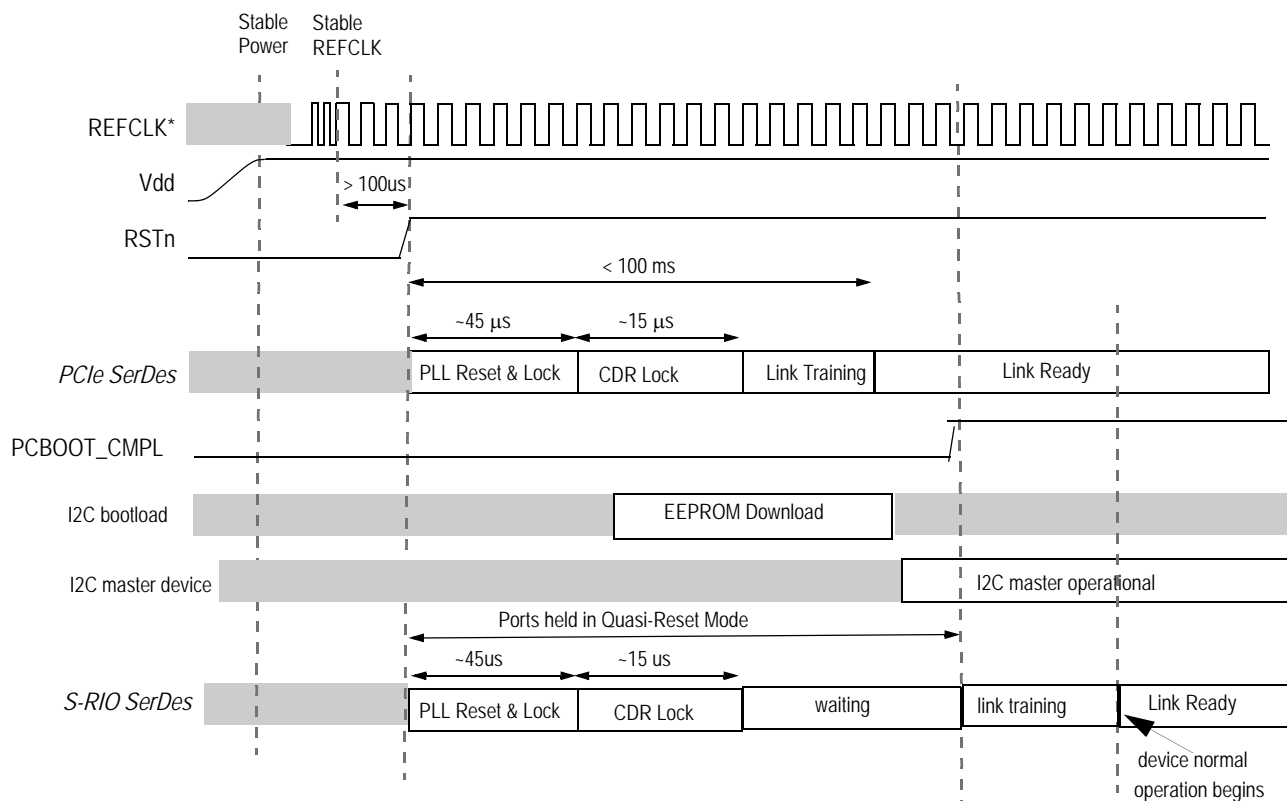 Stable
Power
Stable
REFCLK
REFCLK*
Vdd
> 100us
RSTn
< 100 ms
~45 μs
~15 μs
PCIe SerDes
PLL Reset & Lock
CDR Lock
Link Training
Link Ready
PCBOOT_CMPL
I2C bootload
EEPROM Download
I2C master device
I2C master operational
Ports held in Quasi-Reset Mode
~45us
~15 us
S-RIO SerDes
PLL Reset & Lock
CDR Lock
waiting
link training
Link Ready
device normal
operation begins